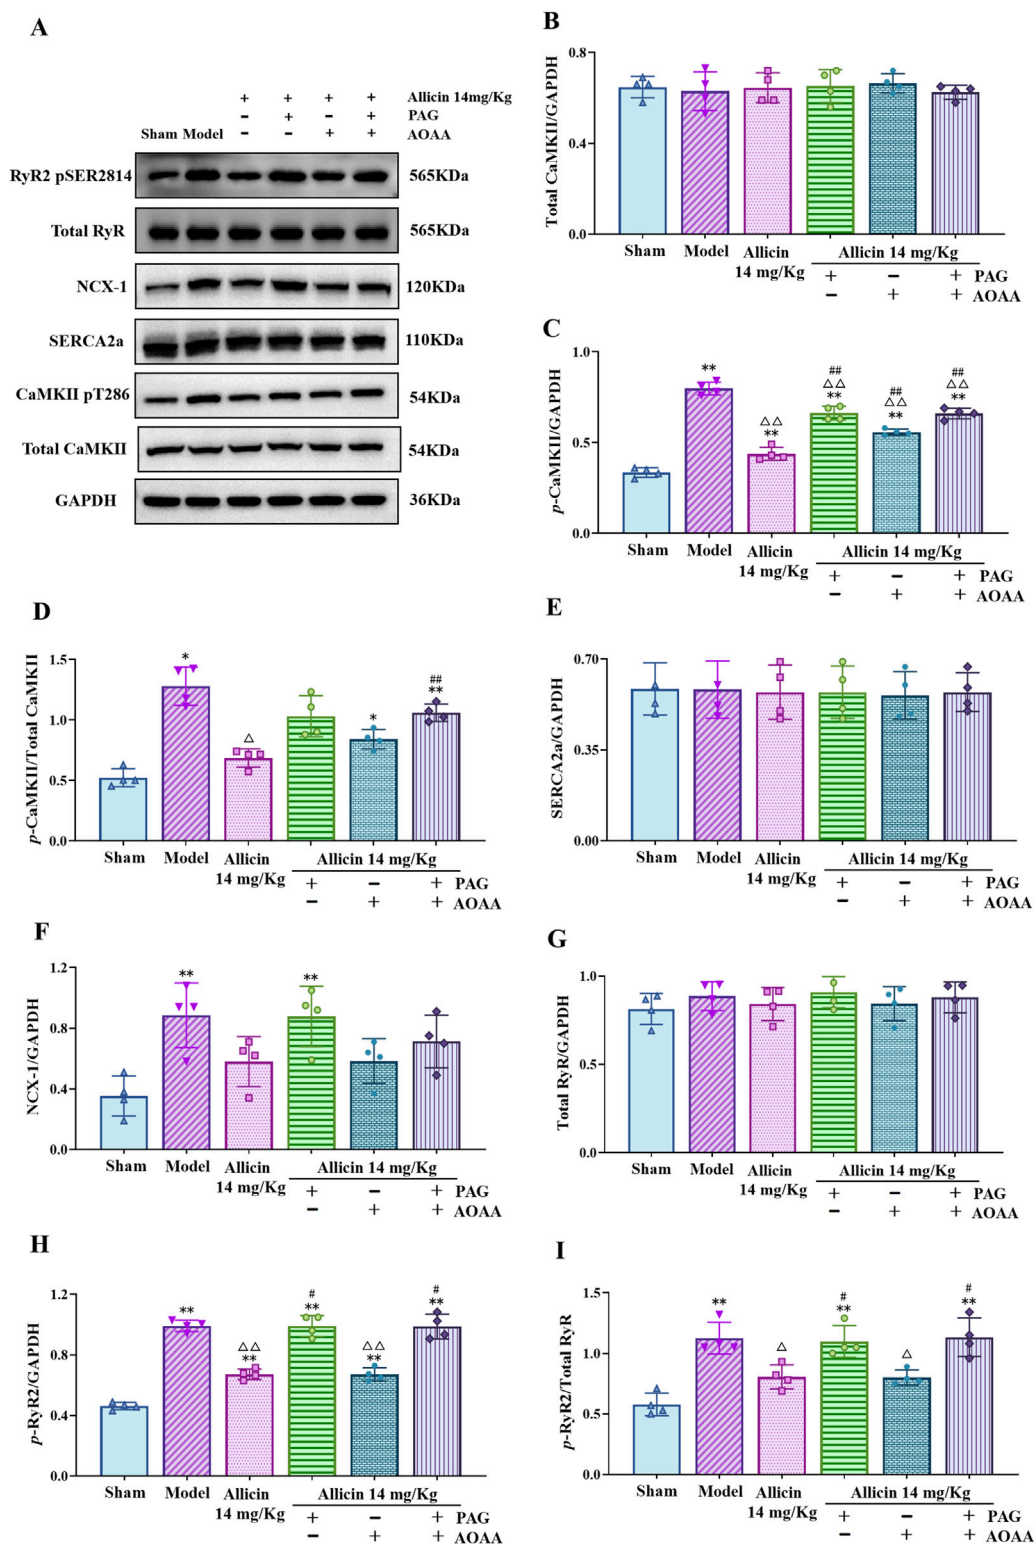 A
+ + + + Allicin 14mg/Kg
- + - + PAG
Sham Model - - + + AOAA
RyR2 pSER2814 565KDa
Total RyR 565KDa
NCX-1 120KDa
SERCA2a 110KDa
CaMKII pT286 54KDa
Total CaMKII 54KDa
GAPDH 36KDa
B
Total CaMKII/GAPDH
0.8
0.4
0.0
Sham Model Allicin 14 mg/Kg Allicin 14 mg/Kg
+ − + PAG
− + + AOAA
C
p-CaMKII/GAPDH
1.0
0.5
0.0
** △△ ** ## △△ ** ## △△ ** ## △△ **
Sham Model Allicin 14 mg/Kg Allicin 14 mg/Kg
+ − + PAG
− + + AOAA
D
p-CaMKII/Total CaMKII
1.5
1.0
0.5
0.0
* △ * ## **
Sham Model Allicin 14 mg/Kg Allicin 14 mg/Kg
+ − + PAG
− + + AOAA
E
SERCA2a/GAPDH
0.70
0.35
0.00
Sham Model Allicin 14 mg/Kg Allicin 14 mg/Kg
+ − + PAG
− + + AOAA
F
NCX-1/GAPDH
1.2
0.8
0.4
0.0
** **
Sham Model Allicin 14 mg/Kg Allicin 14 mg/Kg
+ − + PAG
− + + AOAA
G
Total RyR/GAPDH
1.0
0.5
0.0
Sham Model Allicin 14 mg/Kg Allicin 14 mg/Kg
+ − + PAG
− + + AOAA
H
p-RyR2/GAPDH
1.2
0.8
0.4
0.0
** △△ ** # ** △△ ** # **
Sham Model Allicin 14 mg/Kg Allicin 14 mg/Kg
+ − + PAG
− + + AOAA
I
p-RyR2/Total RyR
1.5
1.0
0.5
0.0
** △ # ** △ # **
Sham Model Allicin 14 mg/Kg Allicin 14 mg/Kg
+ − + PAG
− + + AOAA